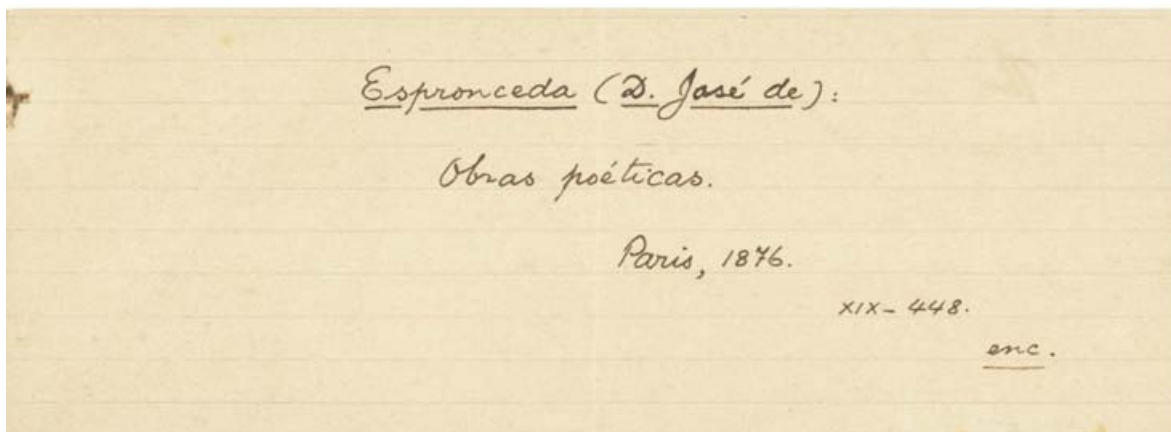 Espronceda (D. José de):
Obras poéticas.
Paris, 1876.
XIX-448.
enc.